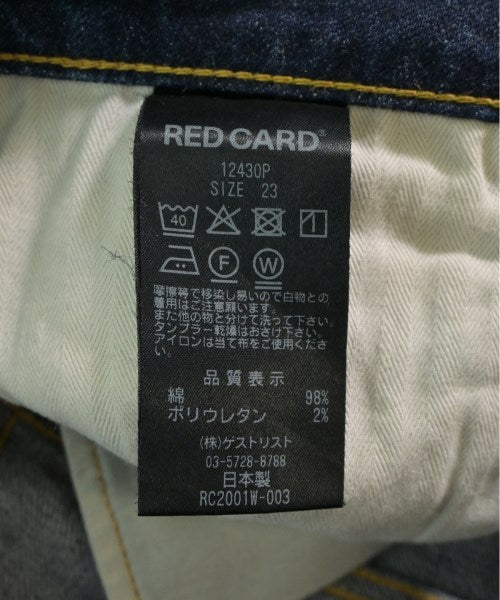 RED CARD®
12430P
SIZE 23
40
F W
摩擦等で移染し易いので白物との
着用はご注意願います。
また他の物と分けて洗って下さい。
タンブラー乾燥はお避け下さい。
アイロンは当て布をご使用くださ
い。
品質表示
綿 98%
ポリウレタン 2%
(株)ゲストリスト
03-5728-8788
日本製
RC2001W-003